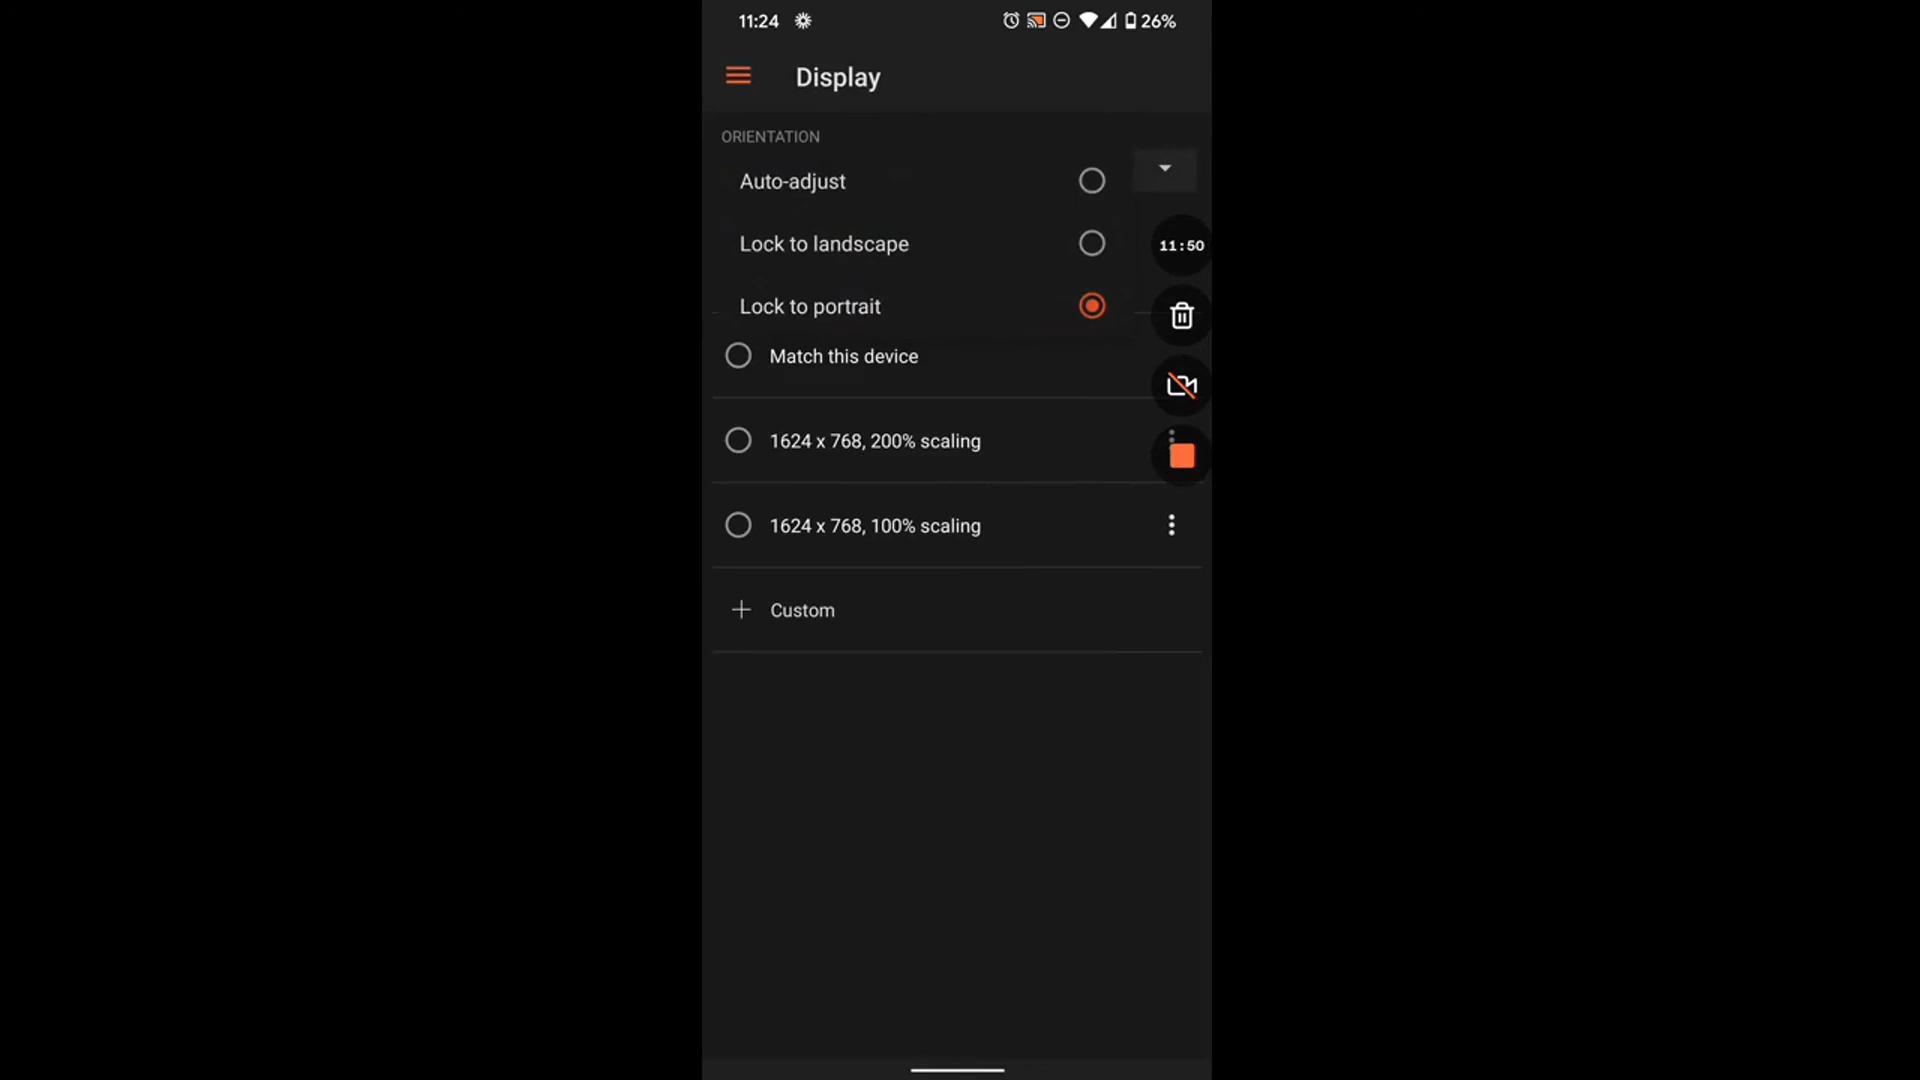 11:24 26%
Display
ORIENTATION
Auto-adjust
Lock to landscape
11:50
Lock to portrait
Match this device
1624 x 768, 200% scaling
1624 x 768, 100% scaling
Custom